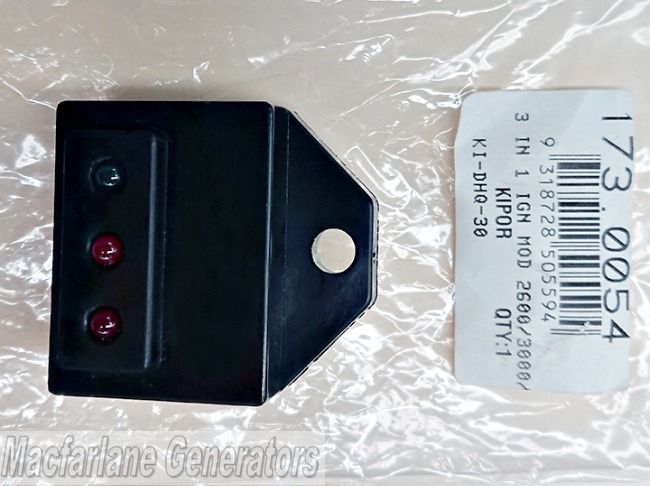 173.0054
9 318728 505594
3 IN 1 IGN MOD 2600/3000/
KIPOR
QTY:1
KI-DHQ-30
Macfarlane Generators